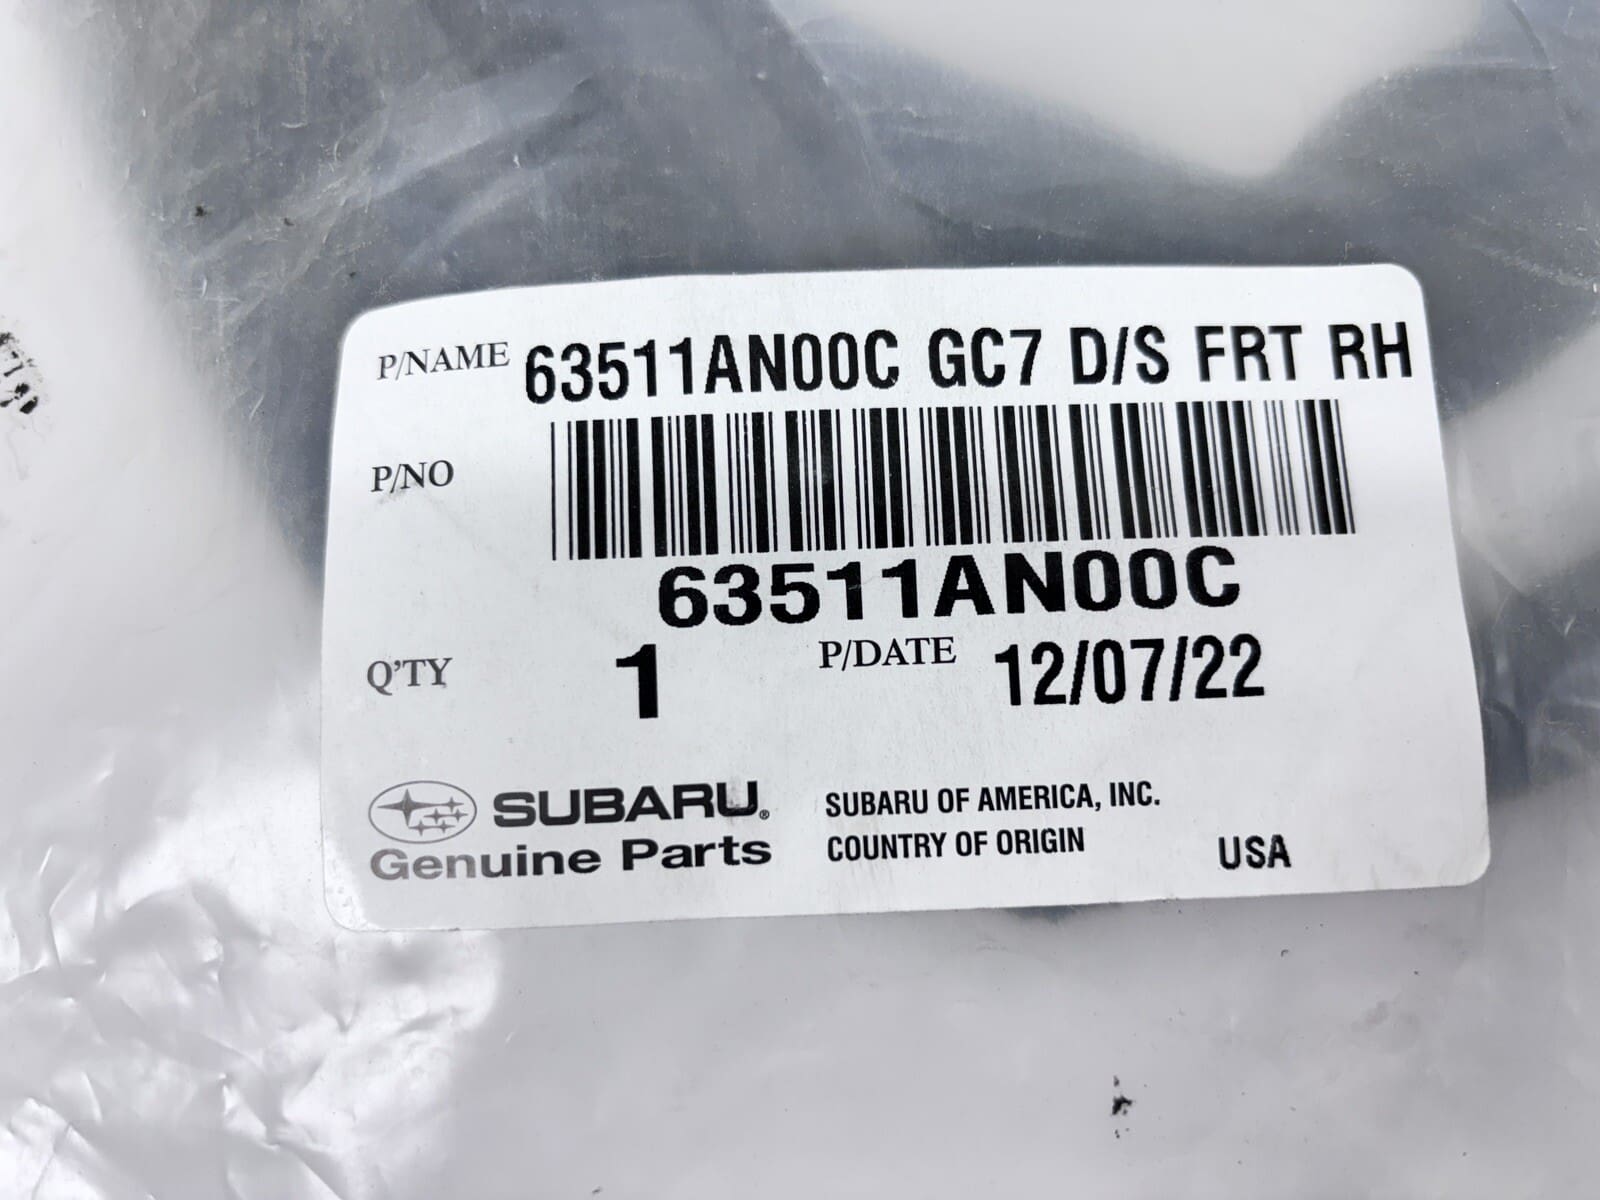 P/NAME 63511AN00C GC7 D/S FRT RH
P/NO
63511AN00C
Q'TY 1 P/DATE 12/07/22
SUBARU® SUBARU OF AMERICA, INC.
Genuine Parts COUNTRY OF ORIGIN USA